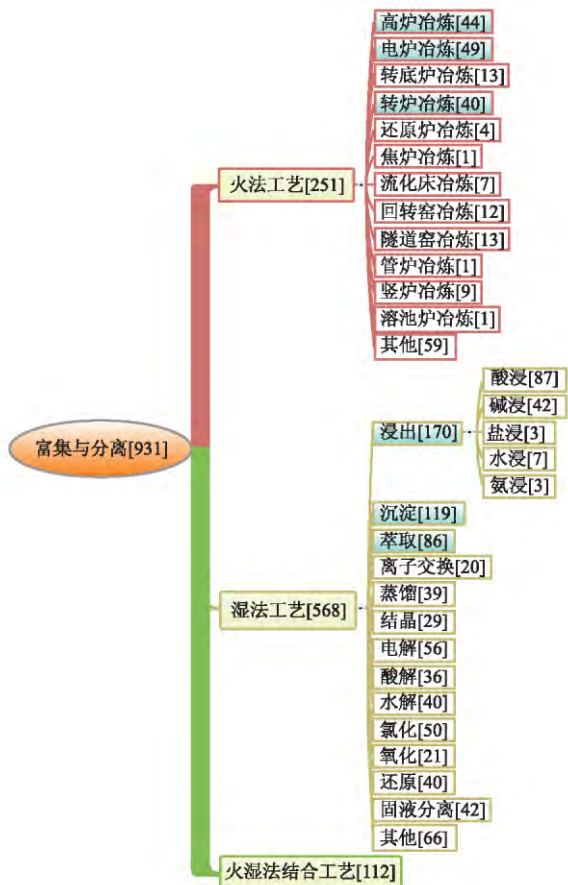 富集与分离[931]
火法工艺[251]
高炉冶炼[44]
电炉冶炼[49]
转底炉冶炼[13]
转炉冶炼[40]
还原炉冶炼[4]
焦炉冶炼[1]
流化床冶炼[7]
回转窑冶炼[12]
隧道窑冶炼[13]
管炉冶炼[1]
竖炉冶炼[9]
溶池炉冶炼[1]
其他[59]
湿法工艺[568]
浸出[170]
酸浸[87]
碱浸[42]
盐浸[3]
水浸[7]
氨浸[3]
沉淀[119]
萃取[86]
离子交换[20]
蒸馏[39]
结晶[29]
电解[56]
酸解[36]
水解[40]
氯化[50]
氧化[21]
还原[40]
固液分离[42]
其他[66]
火湿法结合工艺[112]